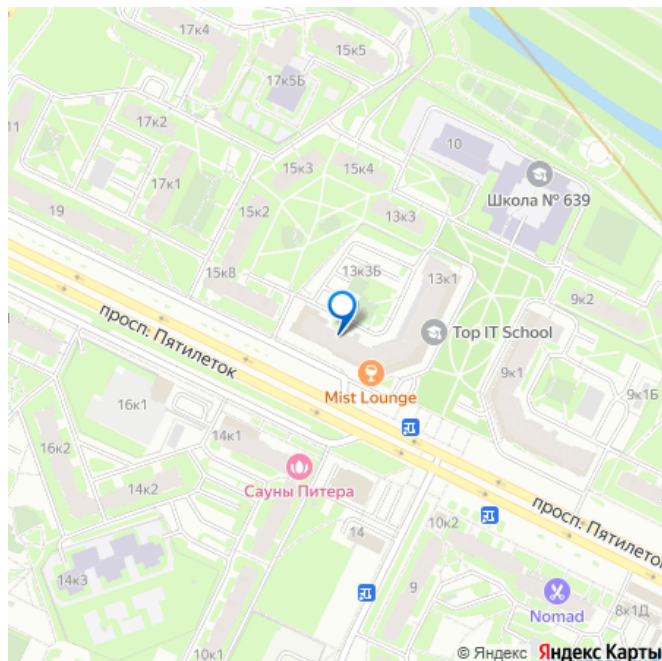 17к4
15к5
17к5Б
11
17к2
10
15к3
15к4
17к1
Школа № 639
19
15к2
13к3
15к8
13к3Б
13к1
9к2
просп. Пятилеток
Top IT School
9к1
Mist Lounge
9к1Б
16к1
14к1
16к2
Сауны Питера
14к2
просп. Пятилеток
10к2
14
14к3
9
Nomad
8к1Д
10к1
© Яндекс Яндекс Карты